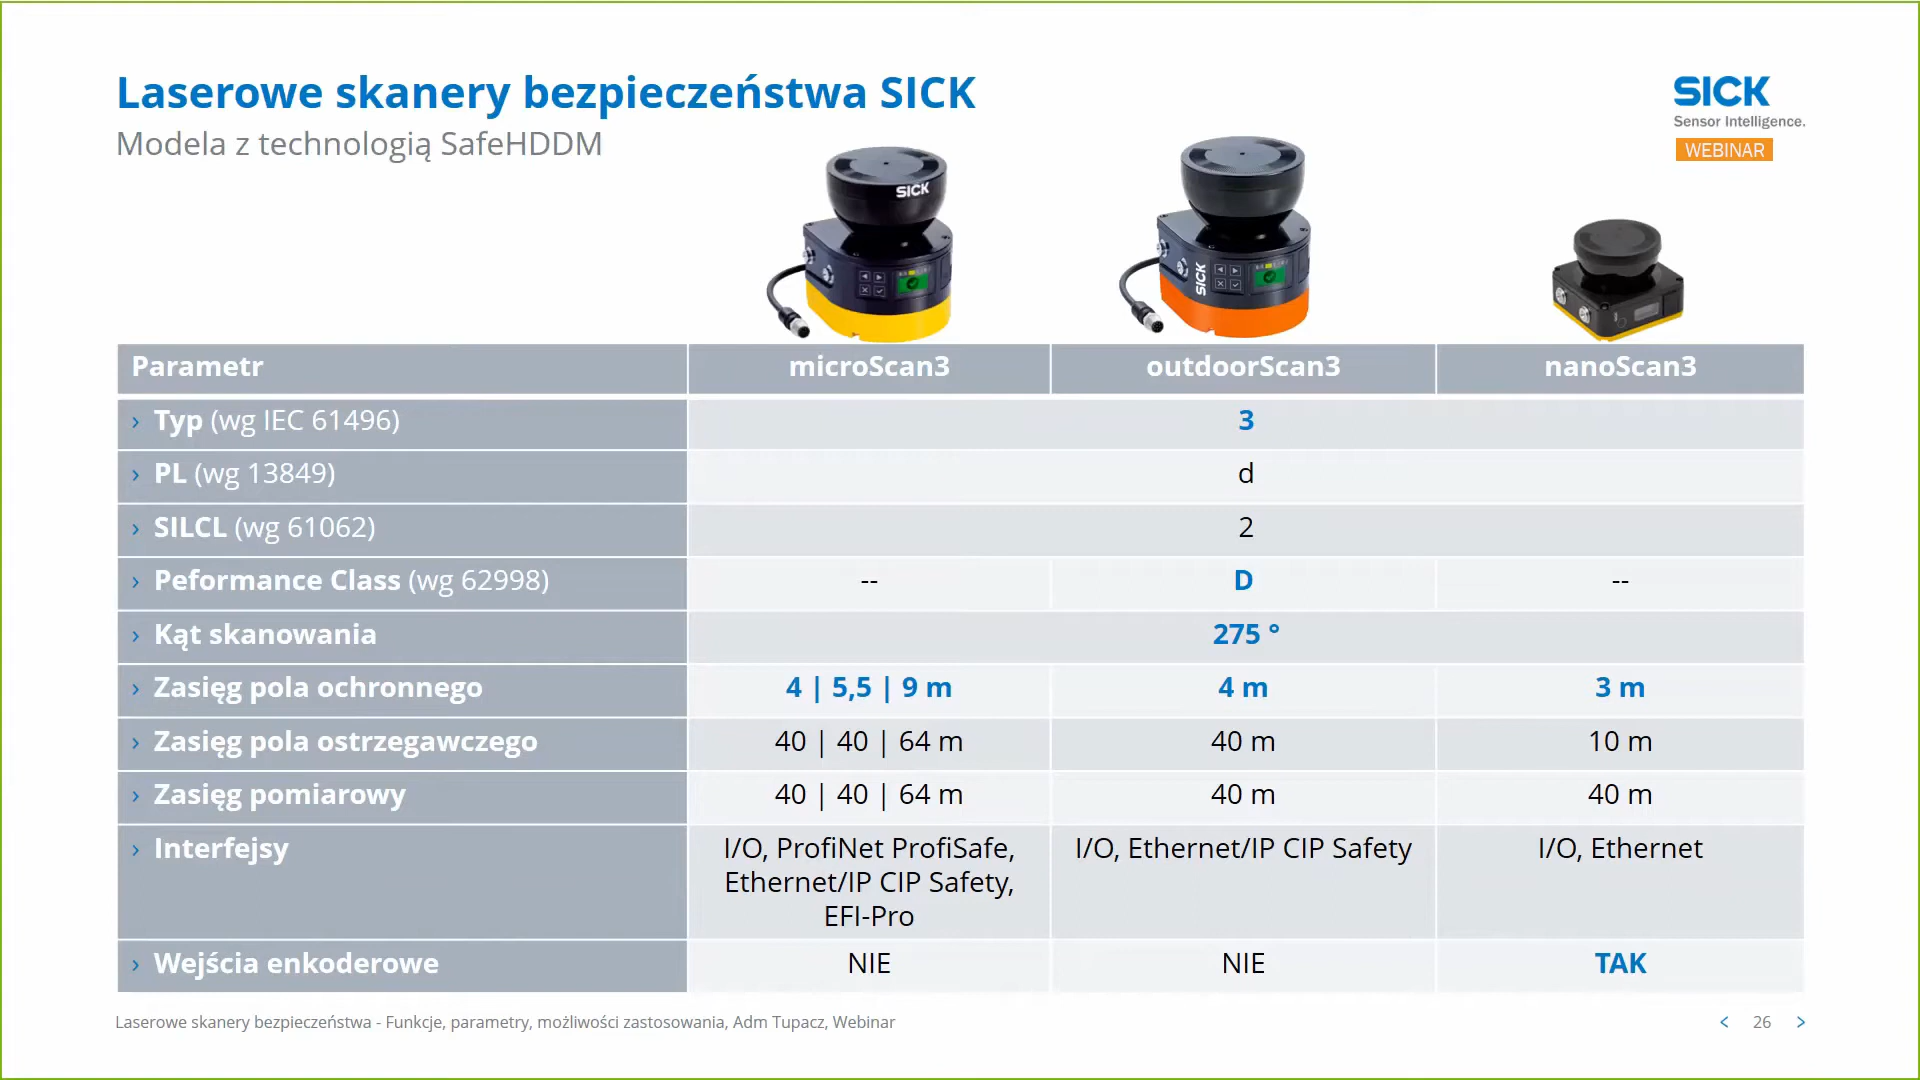 Laserowe skanery bezpieczeństwa SICK
Modela z technologią SafeHDDM
SICK
Sensor Intelligence.
WEBINAR
SICK
SICK
Parametr microScan3 outdoorScan3 nanoScan3
› Typ (wg IEC 61496) 3
› PL (wg 13849) d
› SILCL (wg 61062) 2
› Peformance Class (wg 62998) -- D --
› Kąt skanowania 275 °
› Zasięg pola ochronnego 4 | 5,5 | 9 m 4 m 3 m
› Zasięg pola ostrzegawczego 40 | 40 | 64 m 40 m 10 m
› Zasięg pomiarowy 40 | 40 | 64 m 40 m 40 m
› Interfejsy I/O, ProfiNet ProfiSafe, I/O, Ethernet/IP CIP Safety I/O, Ethernet
Ethernet/IP CIP Safety,
EFI-Pro
› Wejścia enkoderowe NIE NIE TAK
Laserowe skanery bezpieczeństwa - Funkcje, parametry, możliwości zastosowania, Adm Tupacz, Webinar
< 26 >